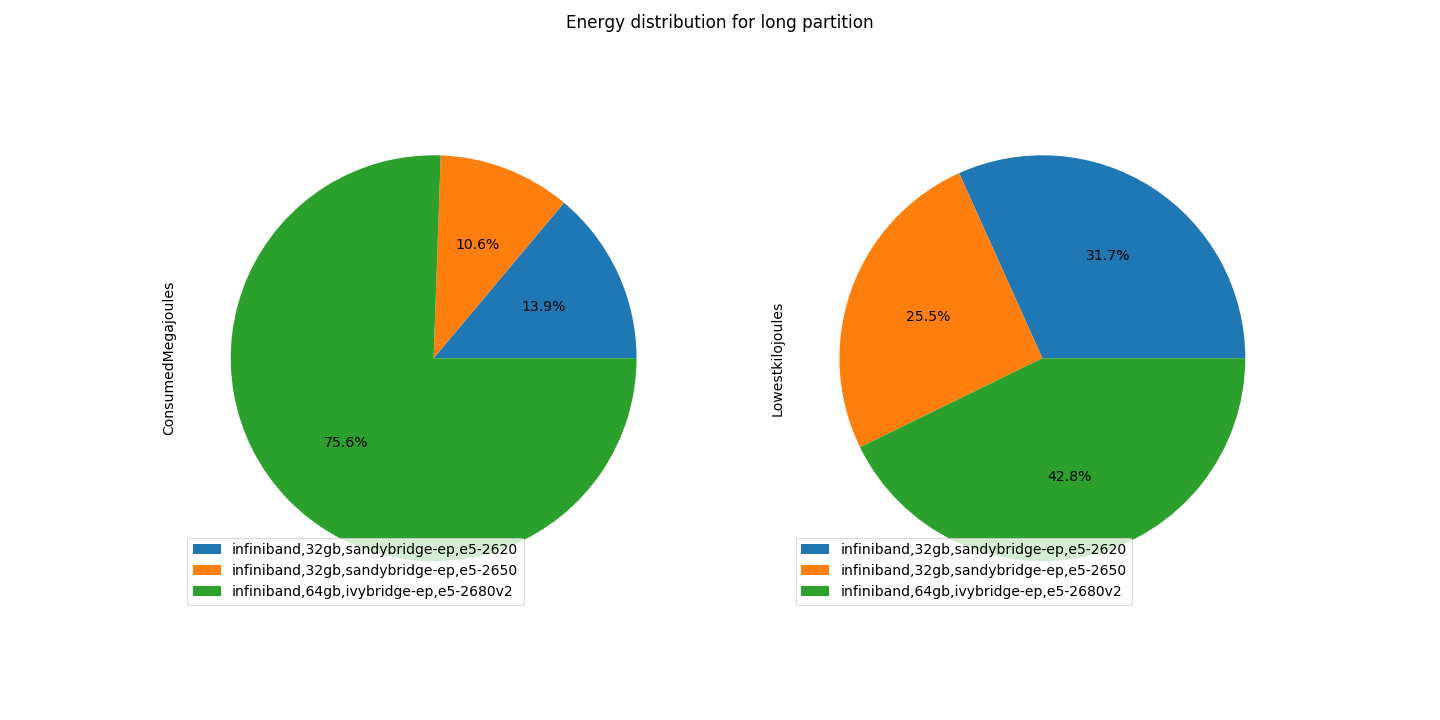 Energy distribution for long partition
ConsumedMegajoules
10.6%
13.9%
75.6%
infiniband,32gb,sandybridge-ep,e5-2620
infiniband,32gb,sandybridge-ep,e5-2650
infiniband,64gb,ivybridge-ep,e5-2680v2
Lowestkilojoules
31.7%
25.5%
42.8%
infiniband,32gb,sandybridge-ep,e5-2620
infiniband,32gb,sandybridge-ep,e5-2650
infiniband,64gb,ivybridge-ep,e5-2680v2